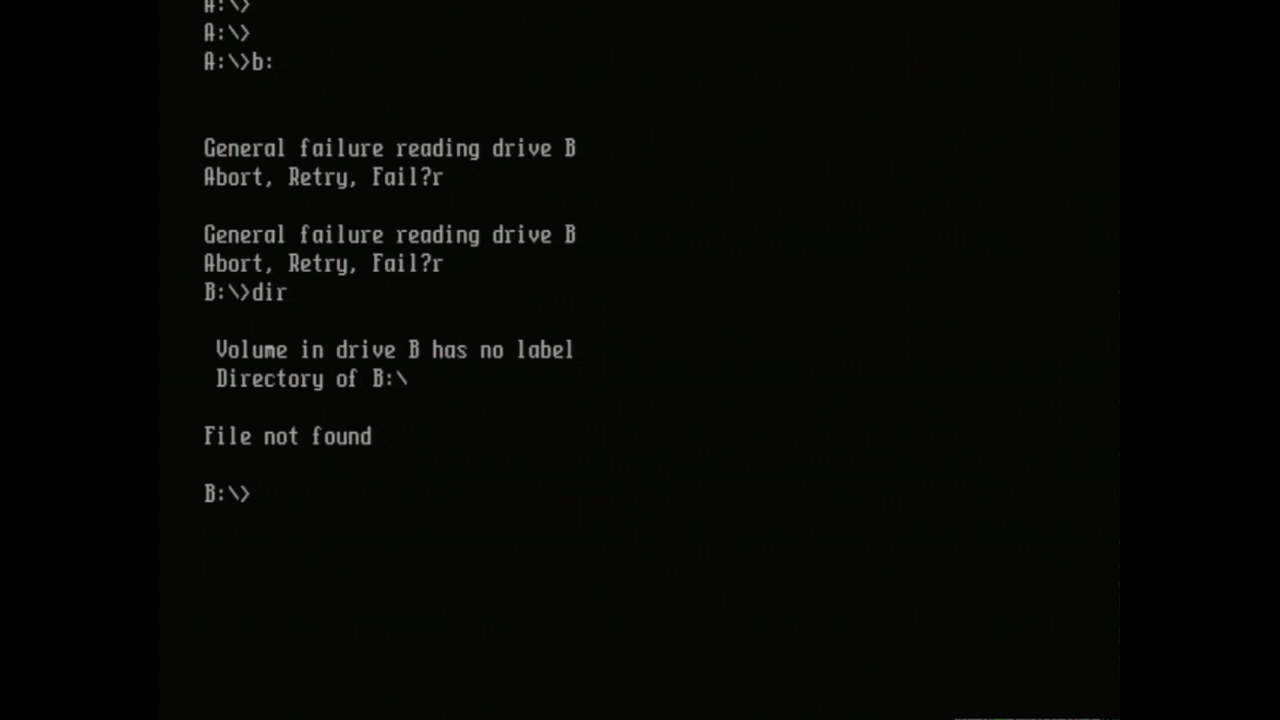 A:\>
A:\>
A:\>b:
General failure reading drive B
Abort, Retry, Fail?r
General failure reading drive B
Abort, Retry, Fail?r
B:\>dir
Volume in drive B has no label
Directory of B:\
File not found
B:\>